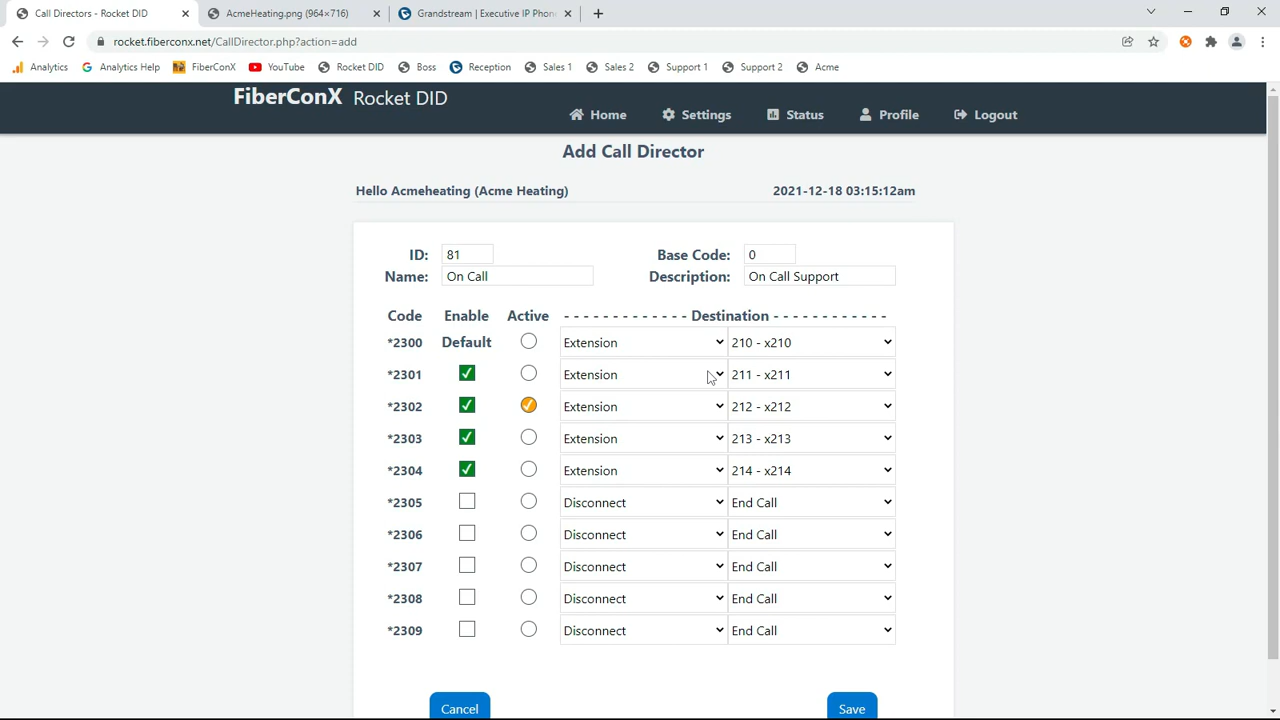 Call Directors - Rocket DID
AcmeHeating.png (964×716)
Grandstream | Executive IP Phon
rocket.fiberconx.net/CallDirector.php?action=add
Analytics Analytics Help FiberConX YouTube Rocket DID Boss Reception Sales 1 Sales 2 Support 1 Support 2 Acme
FiberConX Rocket DID
Home Settings Status Profile Logout
Add Call Director
Hello Acmeheating (Acme Heating) 2021-12-18 03:15:12am
ID: 81 Base Code: 0
Name: On Call Description: On Call Support
Code Enable Active - - - - - - - - - - - - - Destination - - - - - - - - - - - -
*2300 Default Extension 210 - x210
*2301 Extension 211 - x211
*2302 Extension 212 - x212
*2303 Extension 213 - x213
*2304 Extension 214 - x214
*2305 Disconnect End Call
*2306 Disconnect End Call
*2307 Disconnect End Call
*2308 Disconnect End Call
*2309 Disconnect End Call
Cancel Save